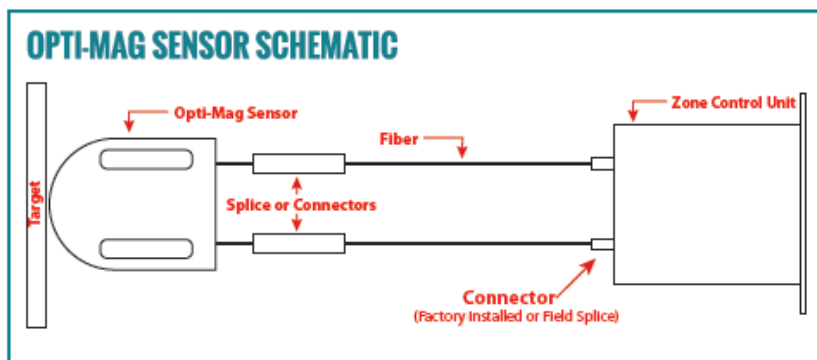 OPTI-MAG SENSOR SCHEMATIC
Opti-Mag Sensor
Zone Control Unit
Fiber
Target
Splice or Connectors
Connector
(Factory Installed or Field Splice)